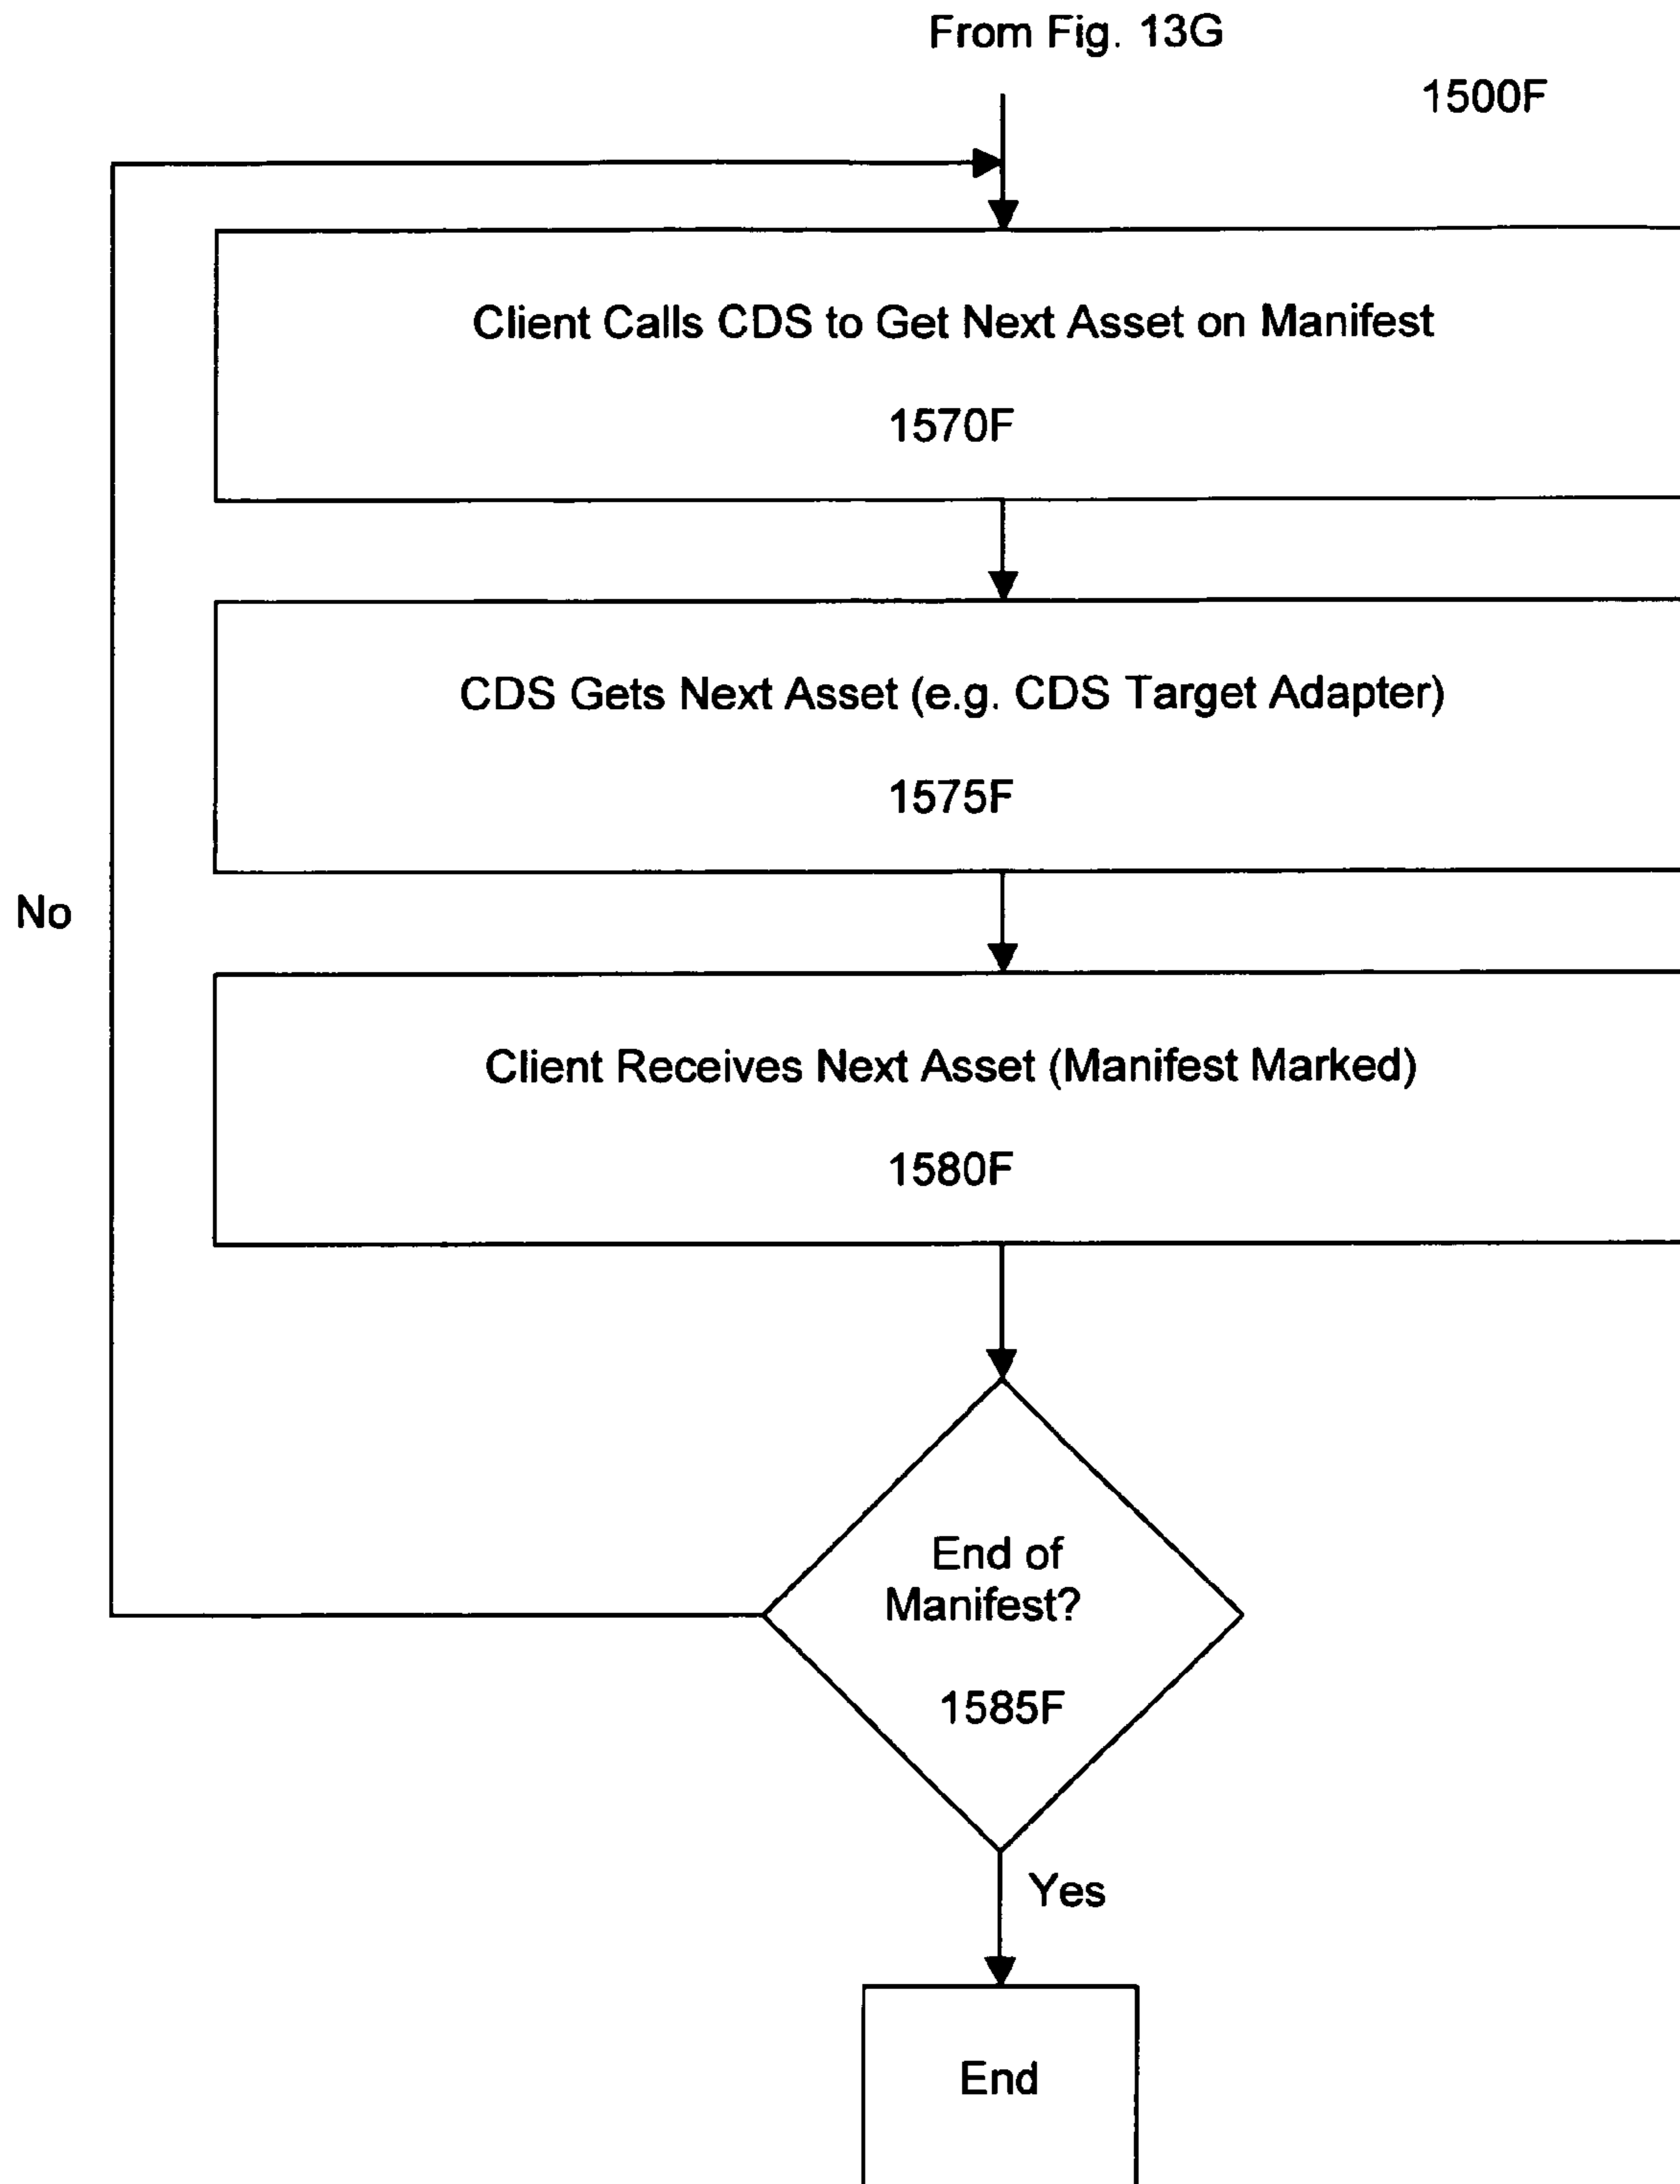 From Fig. 13G
1500F
Client Calls CDS to Get Next Asset on Manifest
1570F
CDS Gets Next Asset (e.g. CDS Target Adapter)
1575F
No
Client Receives Next Asset (Manifest Marked)
1580F
End of
Manifest?
1585F
Yes
End